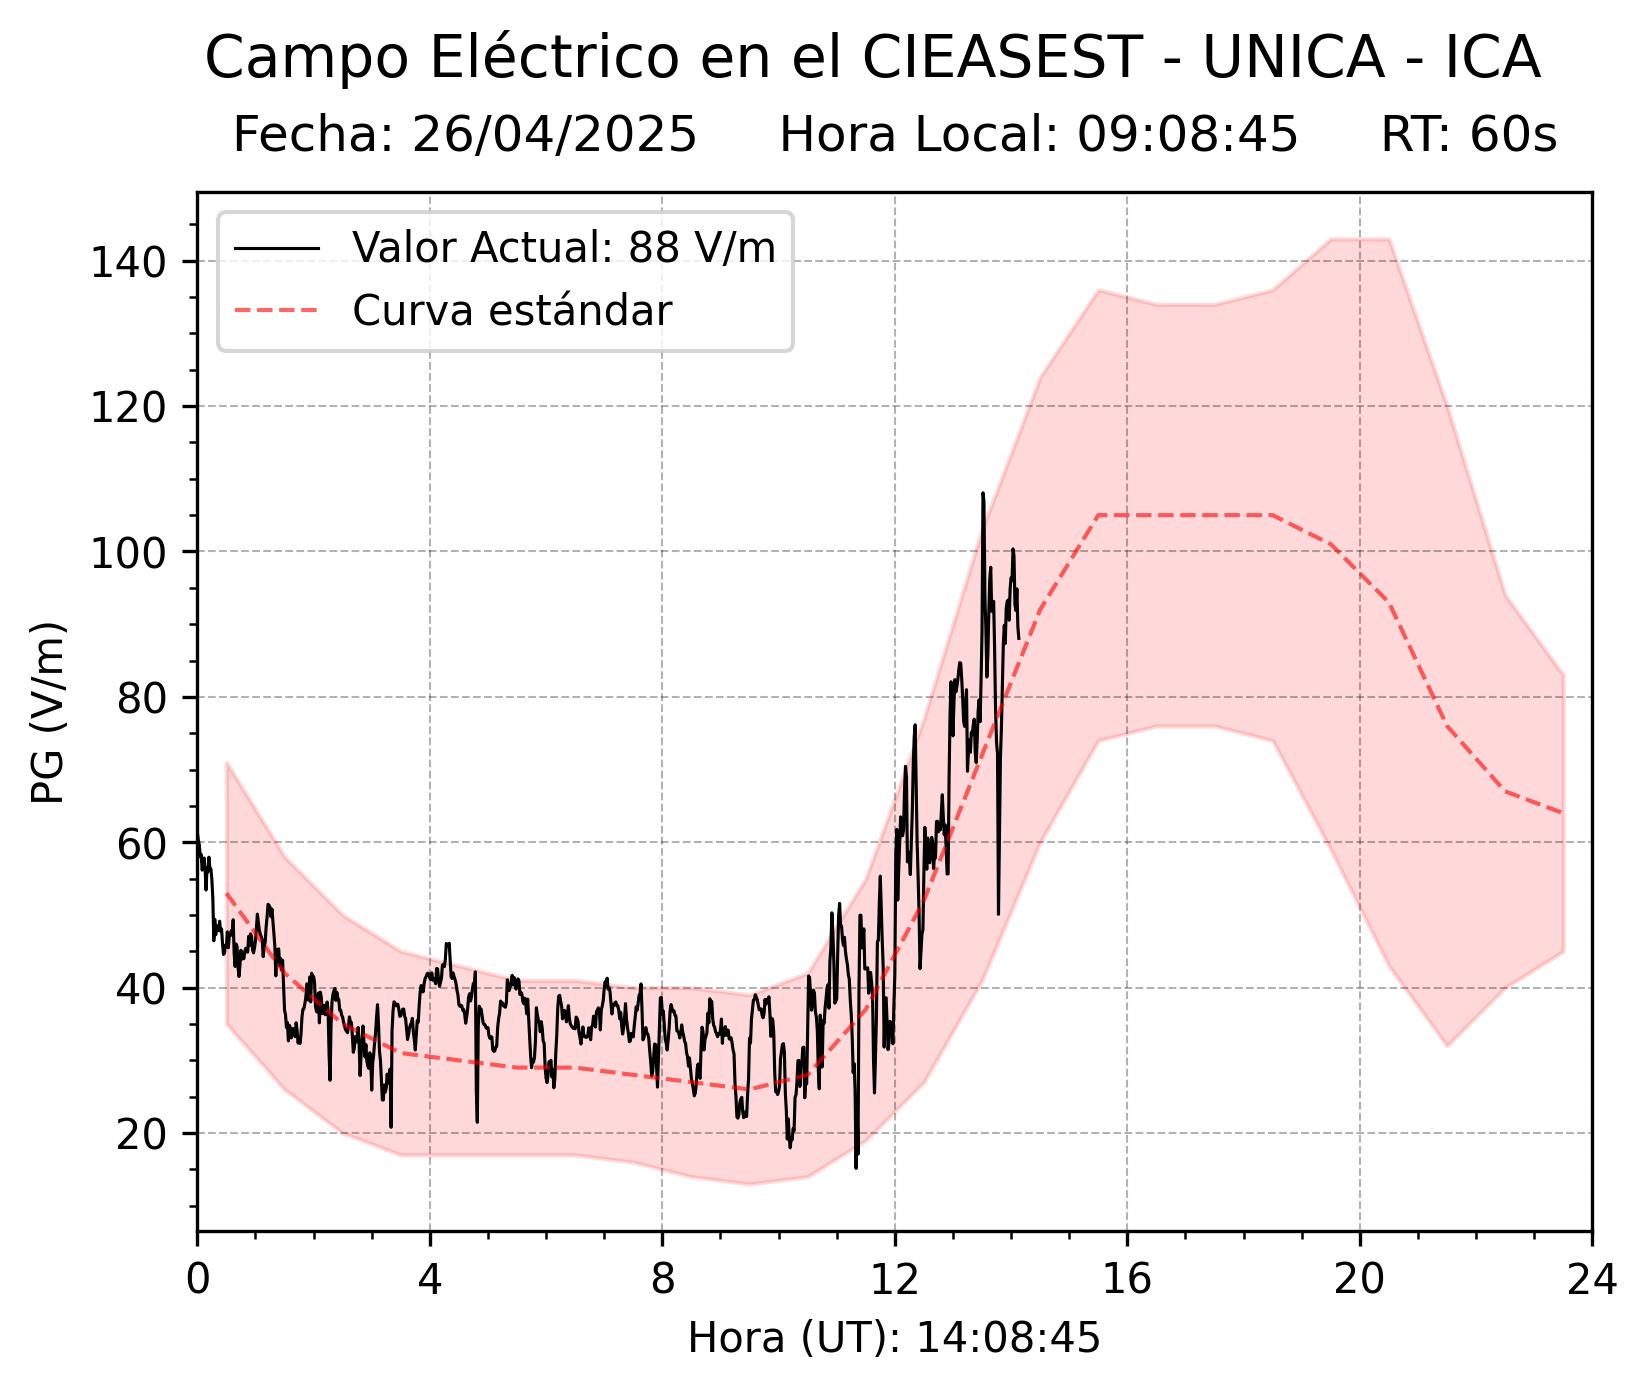 Campo Eléctrico en el CIEASEST - UNICA - ICA
Fecha: 26/04/2025 Hora Local: 09:08:45 RT: 60s
Valor Actual: 88 V/m
Curva estándar
140
120
100
80
60
40
20
PG (V/m)
0 4 8 12 16 20 24
Hora (UT): 14:08:45